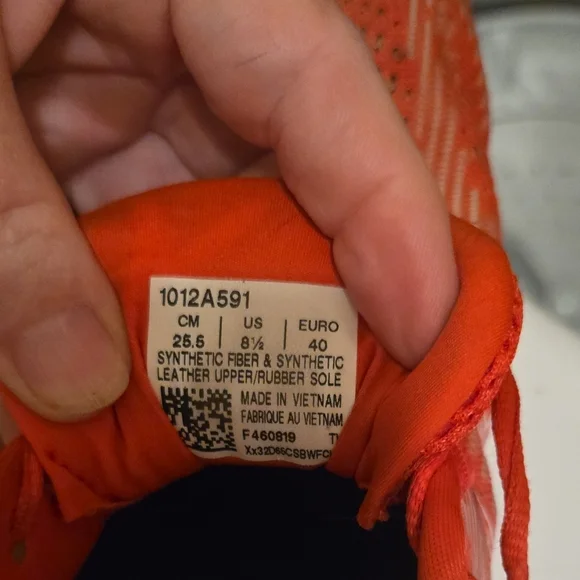 1012A591
CM | US | EURO
25.5 | 8½ | 40
SYNTHETIC FIBER & SYNTHETIC
LEATHER UPPER/RUBBER SOLE
MADE IN VIETNAM
FABRIQUE AU VIETNAM
F460819